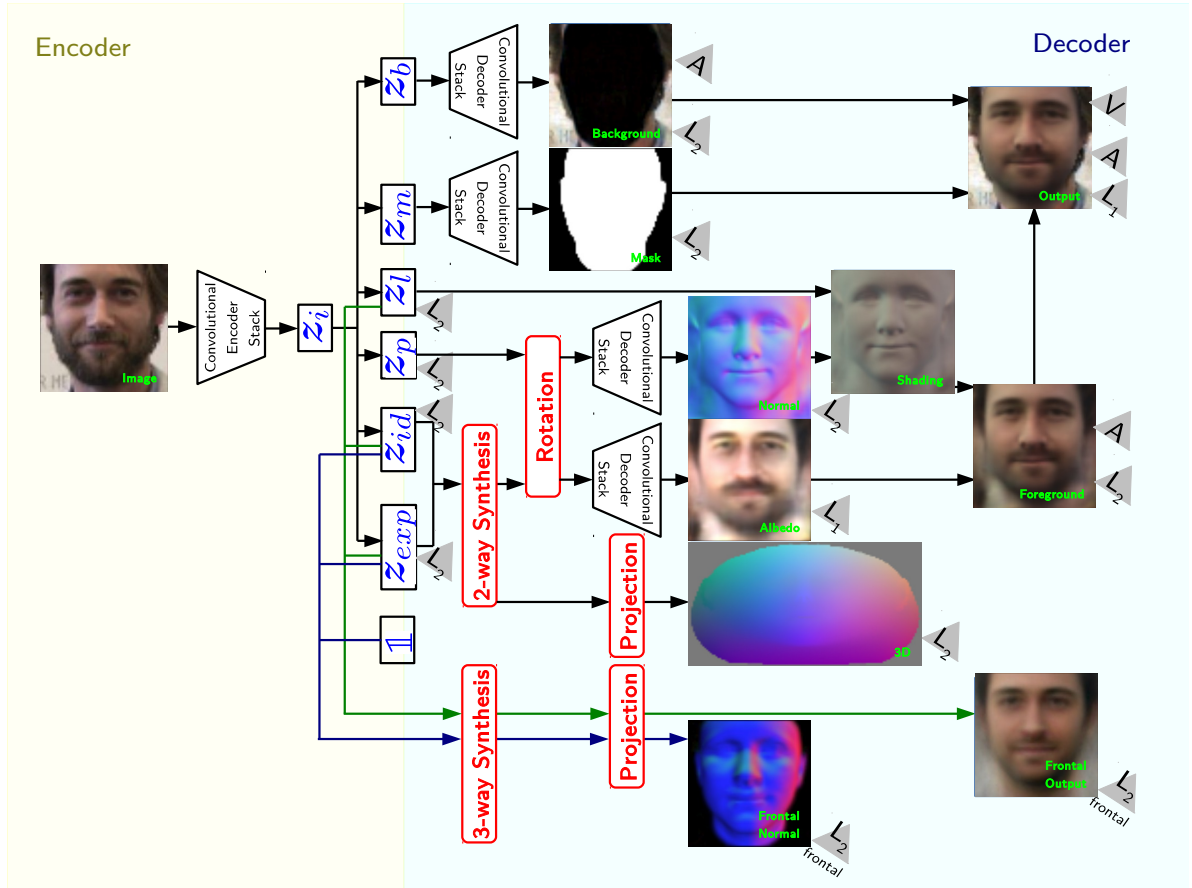 Encoder
Decoder
Image
Convolutional
Encoder
Stack
z_i
z_b
z_m
z_l
z_p
z_id
z_exp
𝟙
Convolutional
Decoder
Stack
Background
A
L_2
Convolutional
Decoder
Stack
Mask
L_2
Output
V
A
L_1
L_2
L_2
L_2
L_2
2-way Synthesis
Rotation
Convolutional
Decoder
Stack
Normal
L_2
Shading
Convolutional
Decoder
Stack
Albedo
L_1
Foreground
A
L_2
Projection
3D
L_2
3-way Synthesis
Projection
Frontal
Normal
L_2
frontal
Frontal
Output
L_2
frontal